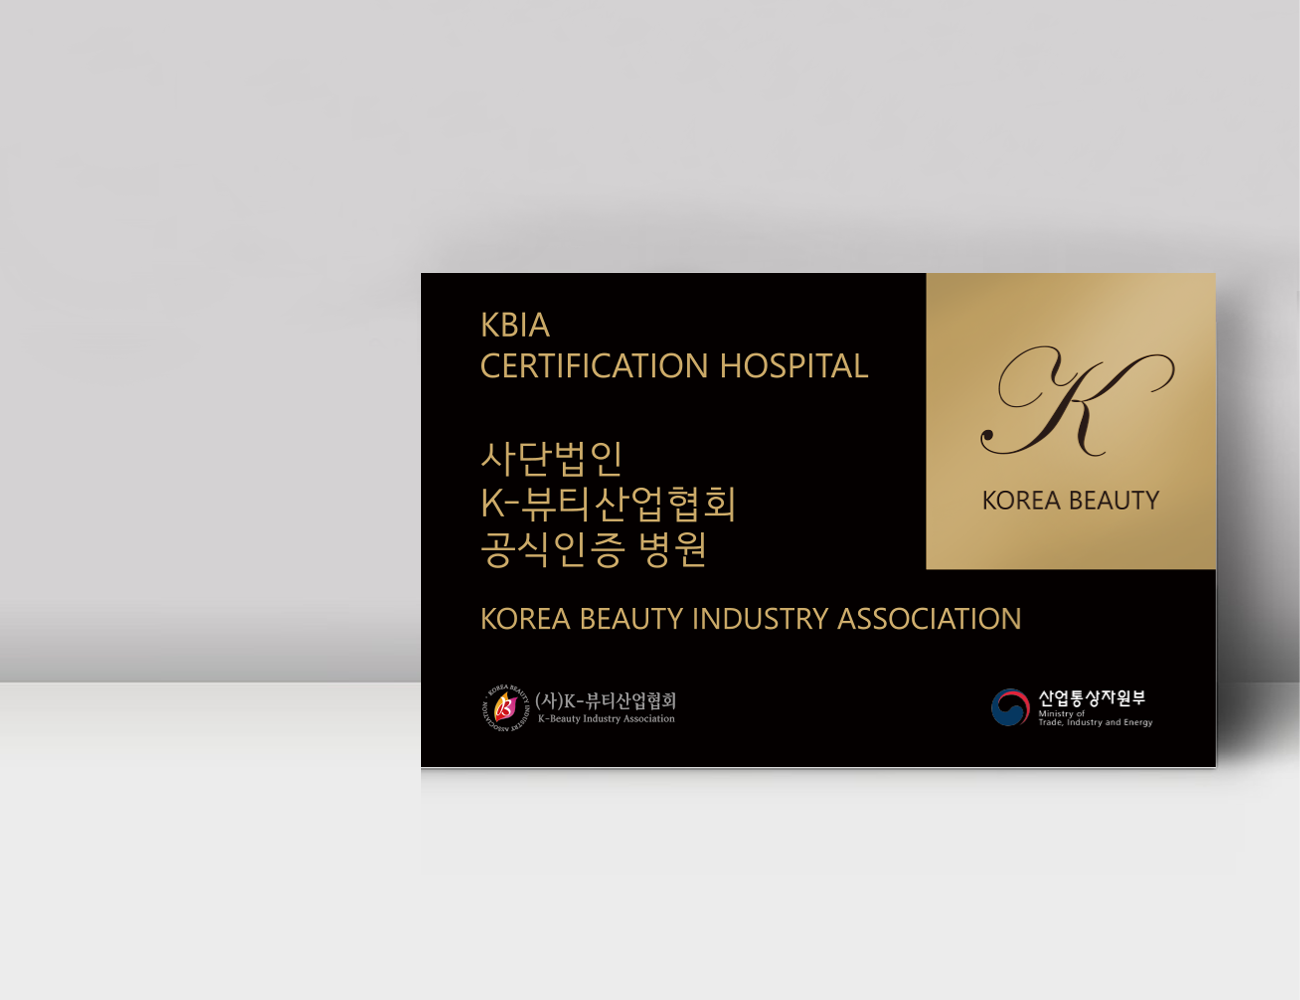 KBIA
CERTIFICATION HOSPITAL
사단법인
K-뷰티산업협회
공식인증 병원
K
KOREA BEAUTY
KOREA BEAUTY INDUSTRY ASSOCIATION
· KOREA BEAUTY INDUSTRY ASSOCIATION
B
(사)K-뷰티산업협회
K-Beauty Industry Association
산업통상자원부
Ministry of
Trade, Industry and Energy